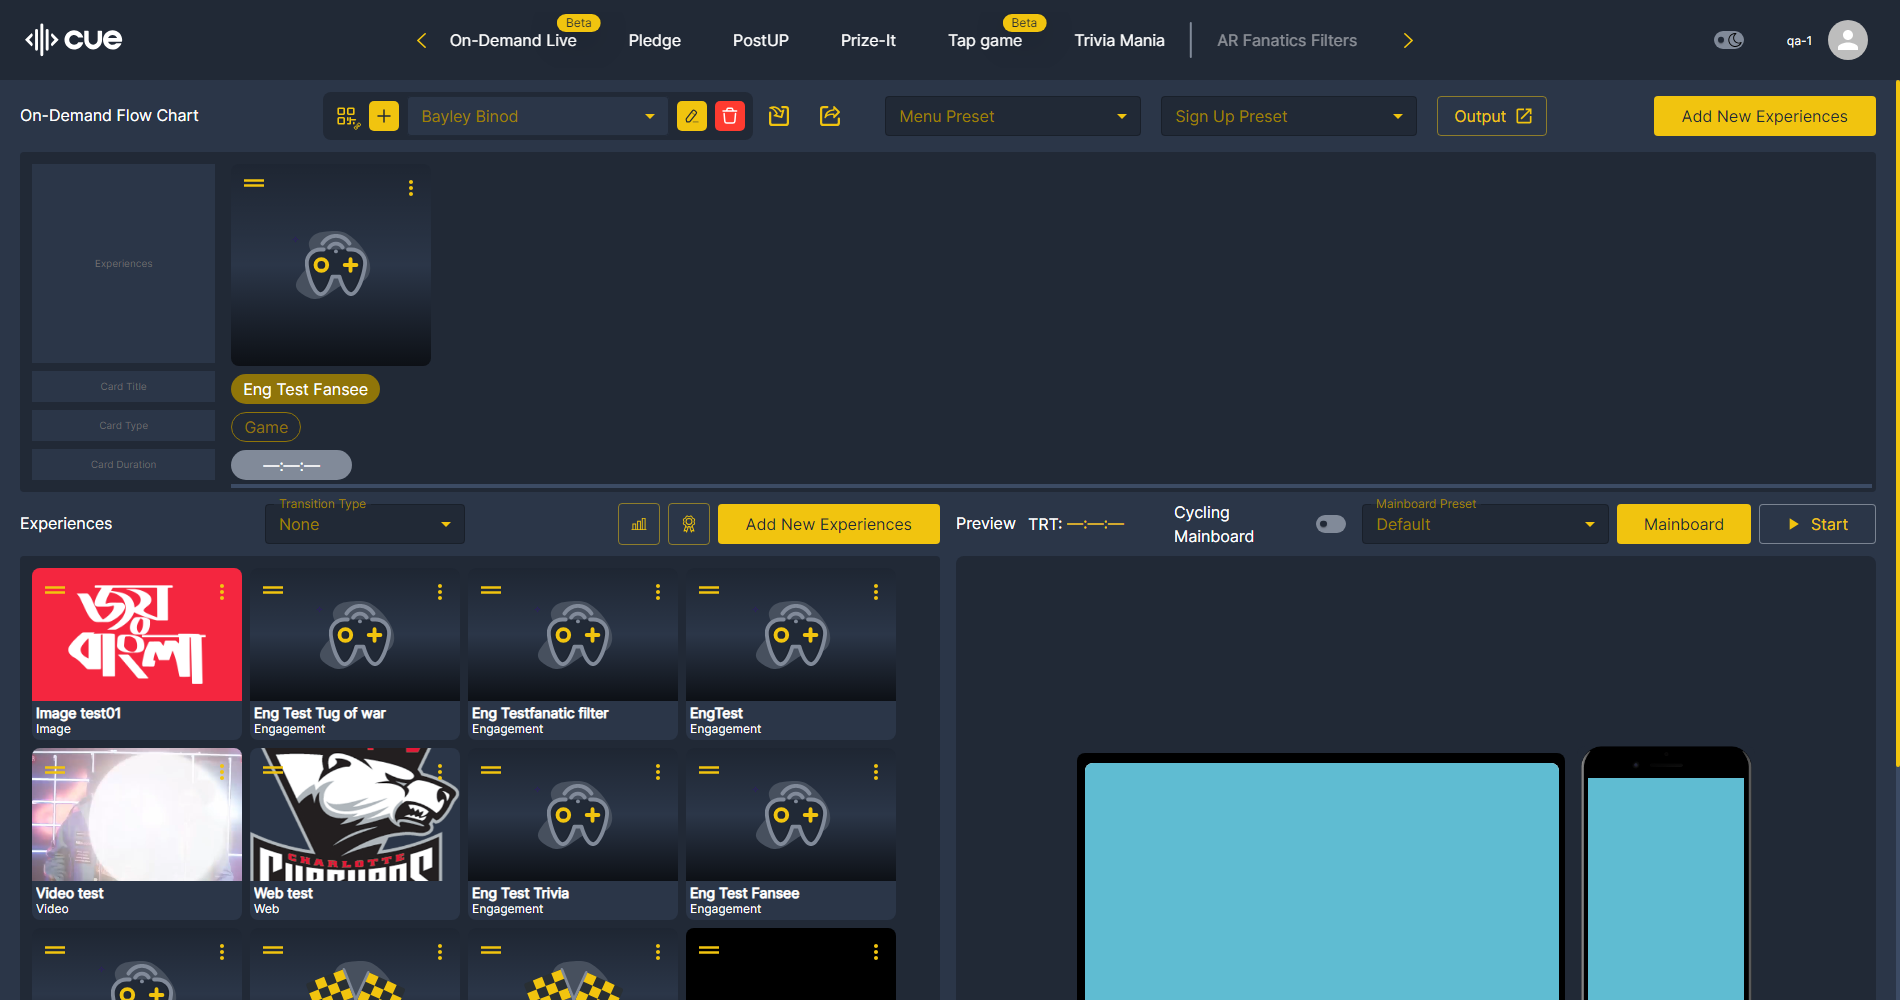 cue
Beta
On-Demand Live
Pledge
PostUP
Prize-It
Beta
Tap game
Trivia Mania
AR Fanatics Filters
qa-1
On-Demand Flow Chart
Bayley Binod
Menu Preset
Sign Up Preset
Output
Add New Experiences
Experiences
Card Title
Eng Test Fansee
Card Type
Game
Card Duration
—:—:—
Experiences
Transition Type
None
Add New Experiences
Preview
TRT: —:—:—
Cycling
Mainboard
Mainboard Preset
Default
Mainboard
Start
জয়
বাংলা
Image test01
Image
Eng Test Tug of war
Engagement
Eng Testfanatic filter
Engagement
EngTest
Engagement
Video test
Video
CHARLOTTE
Web test
Web
Eng Test Trivia
Engagement
Eng Test Fansee
Engagement